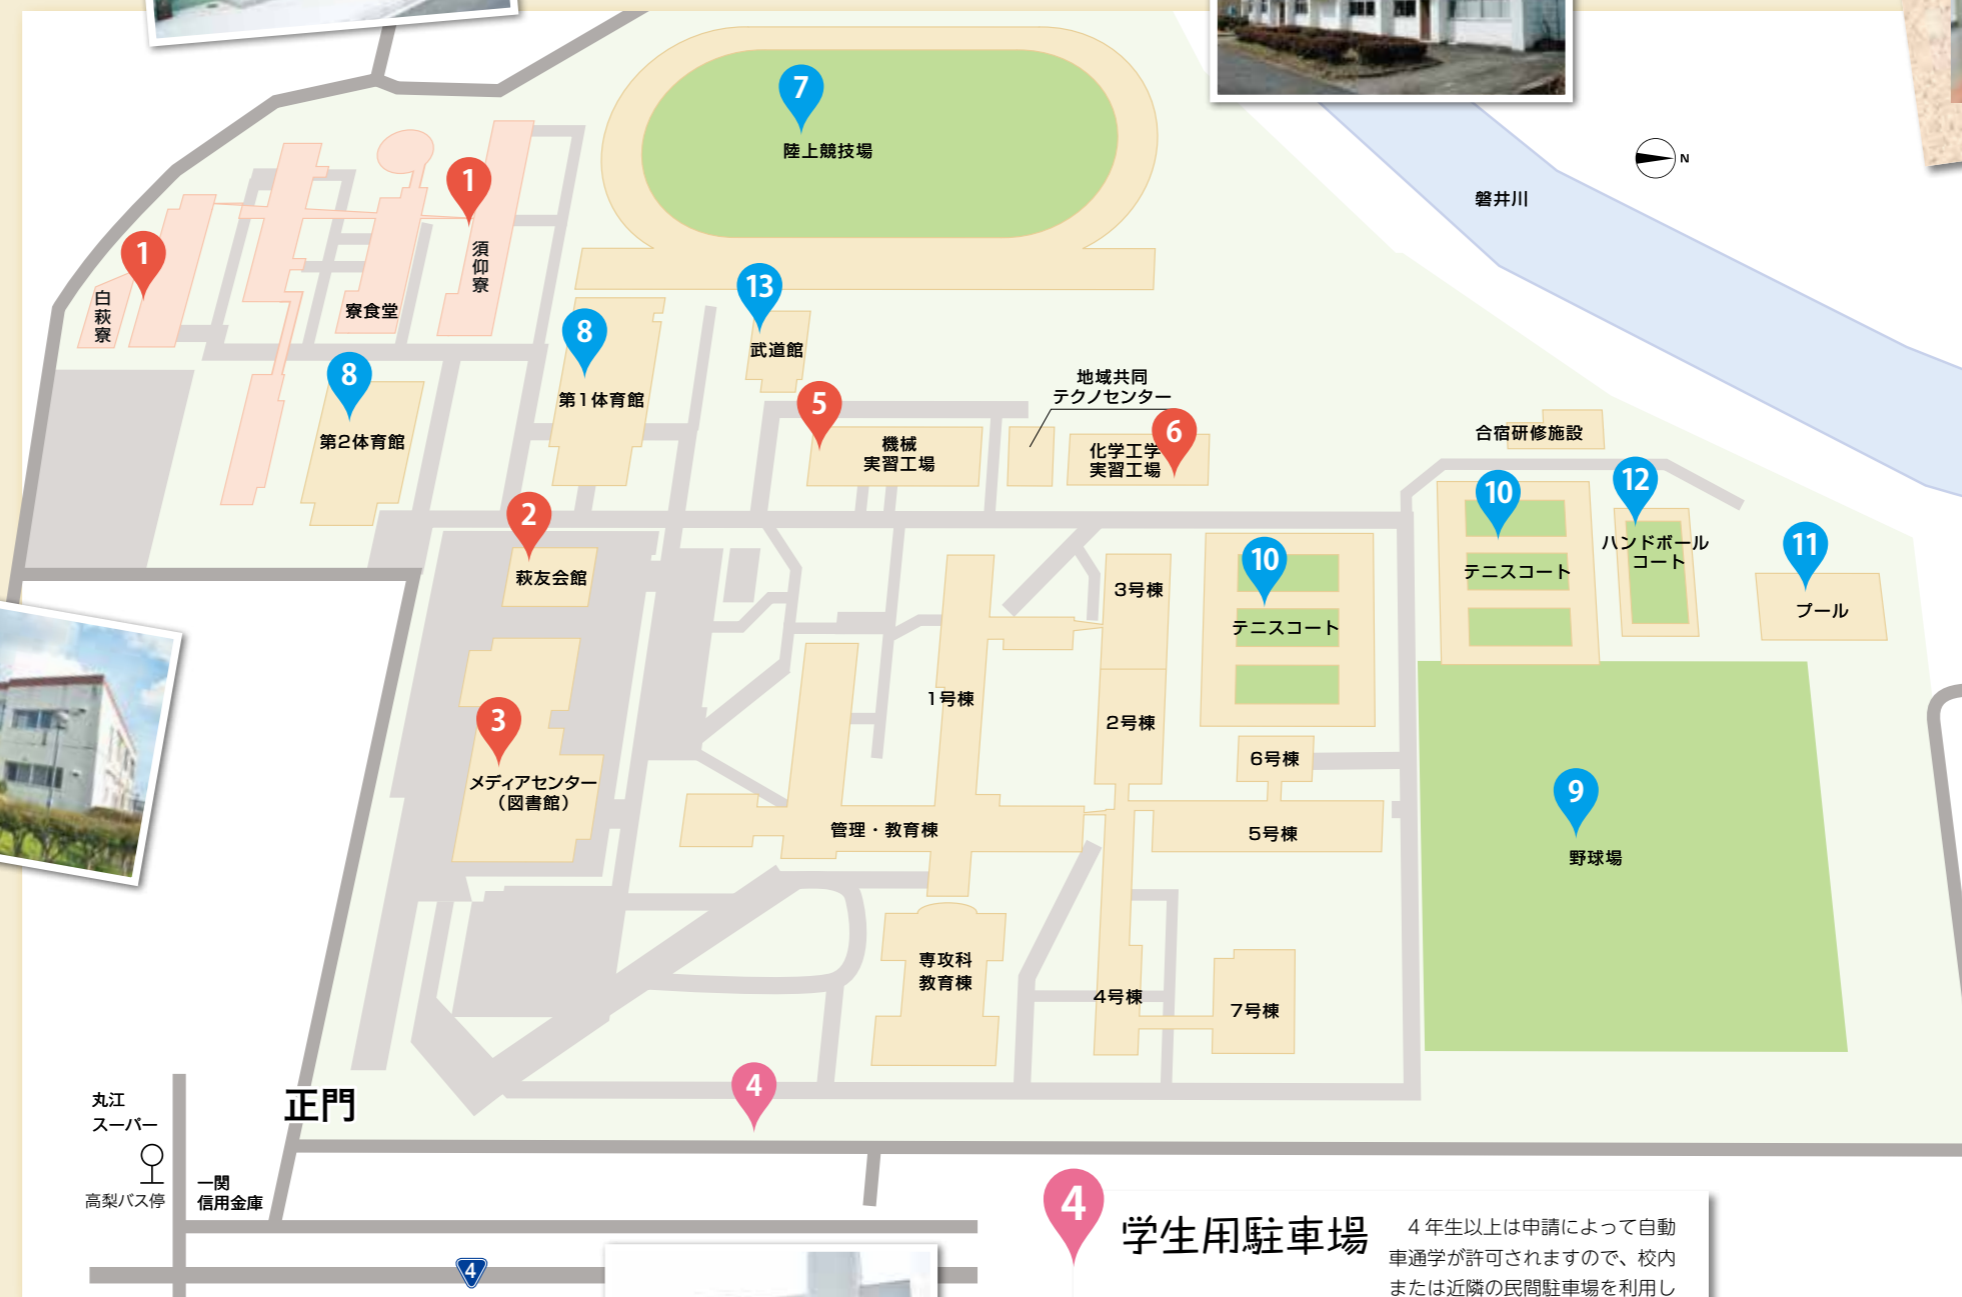 7
陸上競技場
N
磐井川
1
須仰寮
1
白萩寮
寮食堂
13
武道館
8
第1体育館
8
第2体育館
5
機械
実習工場
地域共同
テクノセンター
6
化学工学
実習工場
合宿研修施設
10
テニスコート
12
ハンドボール
コート
11
プール
2
萩友会館
10
テニスコート
3号棟
1号棟
2号棟
3
メディアセンター
(図書館)
6号棟
管理・教育棟
5号棟
9
野球場
専攻科
教育棟
4号棟
7号棟
4
正門
丸江
スーパー
高梨バス停
一関
信用金庫
4
4
学生用駐車場
4年生以上は申請によって自動
車通学が許可されますので、校内
または近隣の民間駐車場を利用し